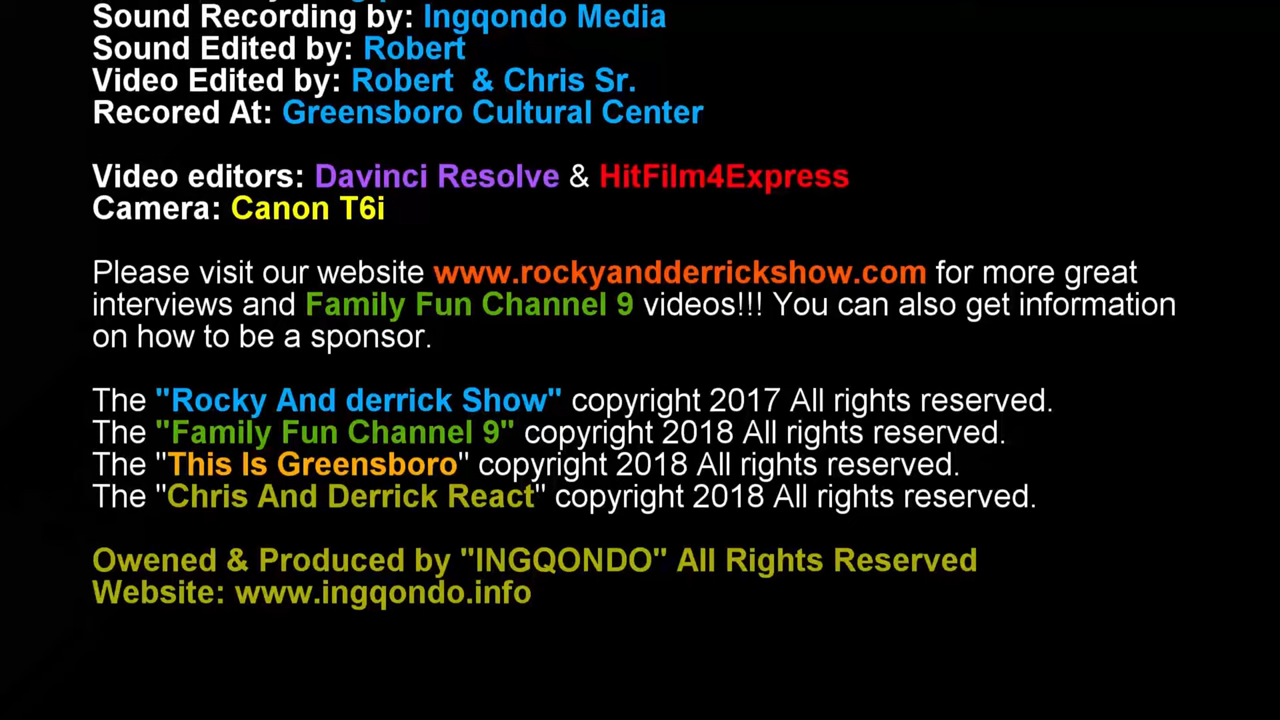 Sound Recording by: Ingqondo Media
Sound Edited by: Robert
Video Edited by: Robert & Chris Sr.
Recored At: Greensboro Cultural Center
Video editors: Davinci Resolve & HitFilm4Express
Camera: Canon T6i
Please visit our website www.rockyandderrickshow.com for more great
interviews and Family Fun Channel 9 videos!!! You can also get information
on how to be a sponsor.
The "Rocky And derrick Show" copyright 2017 All rights reserved.
The "Family Fun Channel 9" copyright 2018 All rights reserved.
The "This Is Greensboro" copyright 2018 All rights reserved.
The "Chris And Derrick React" copyright 2018 All rights reserved.
Owened & Produced by "INGQONDO" All Rights Reserved
Website: www.ingqondo.info